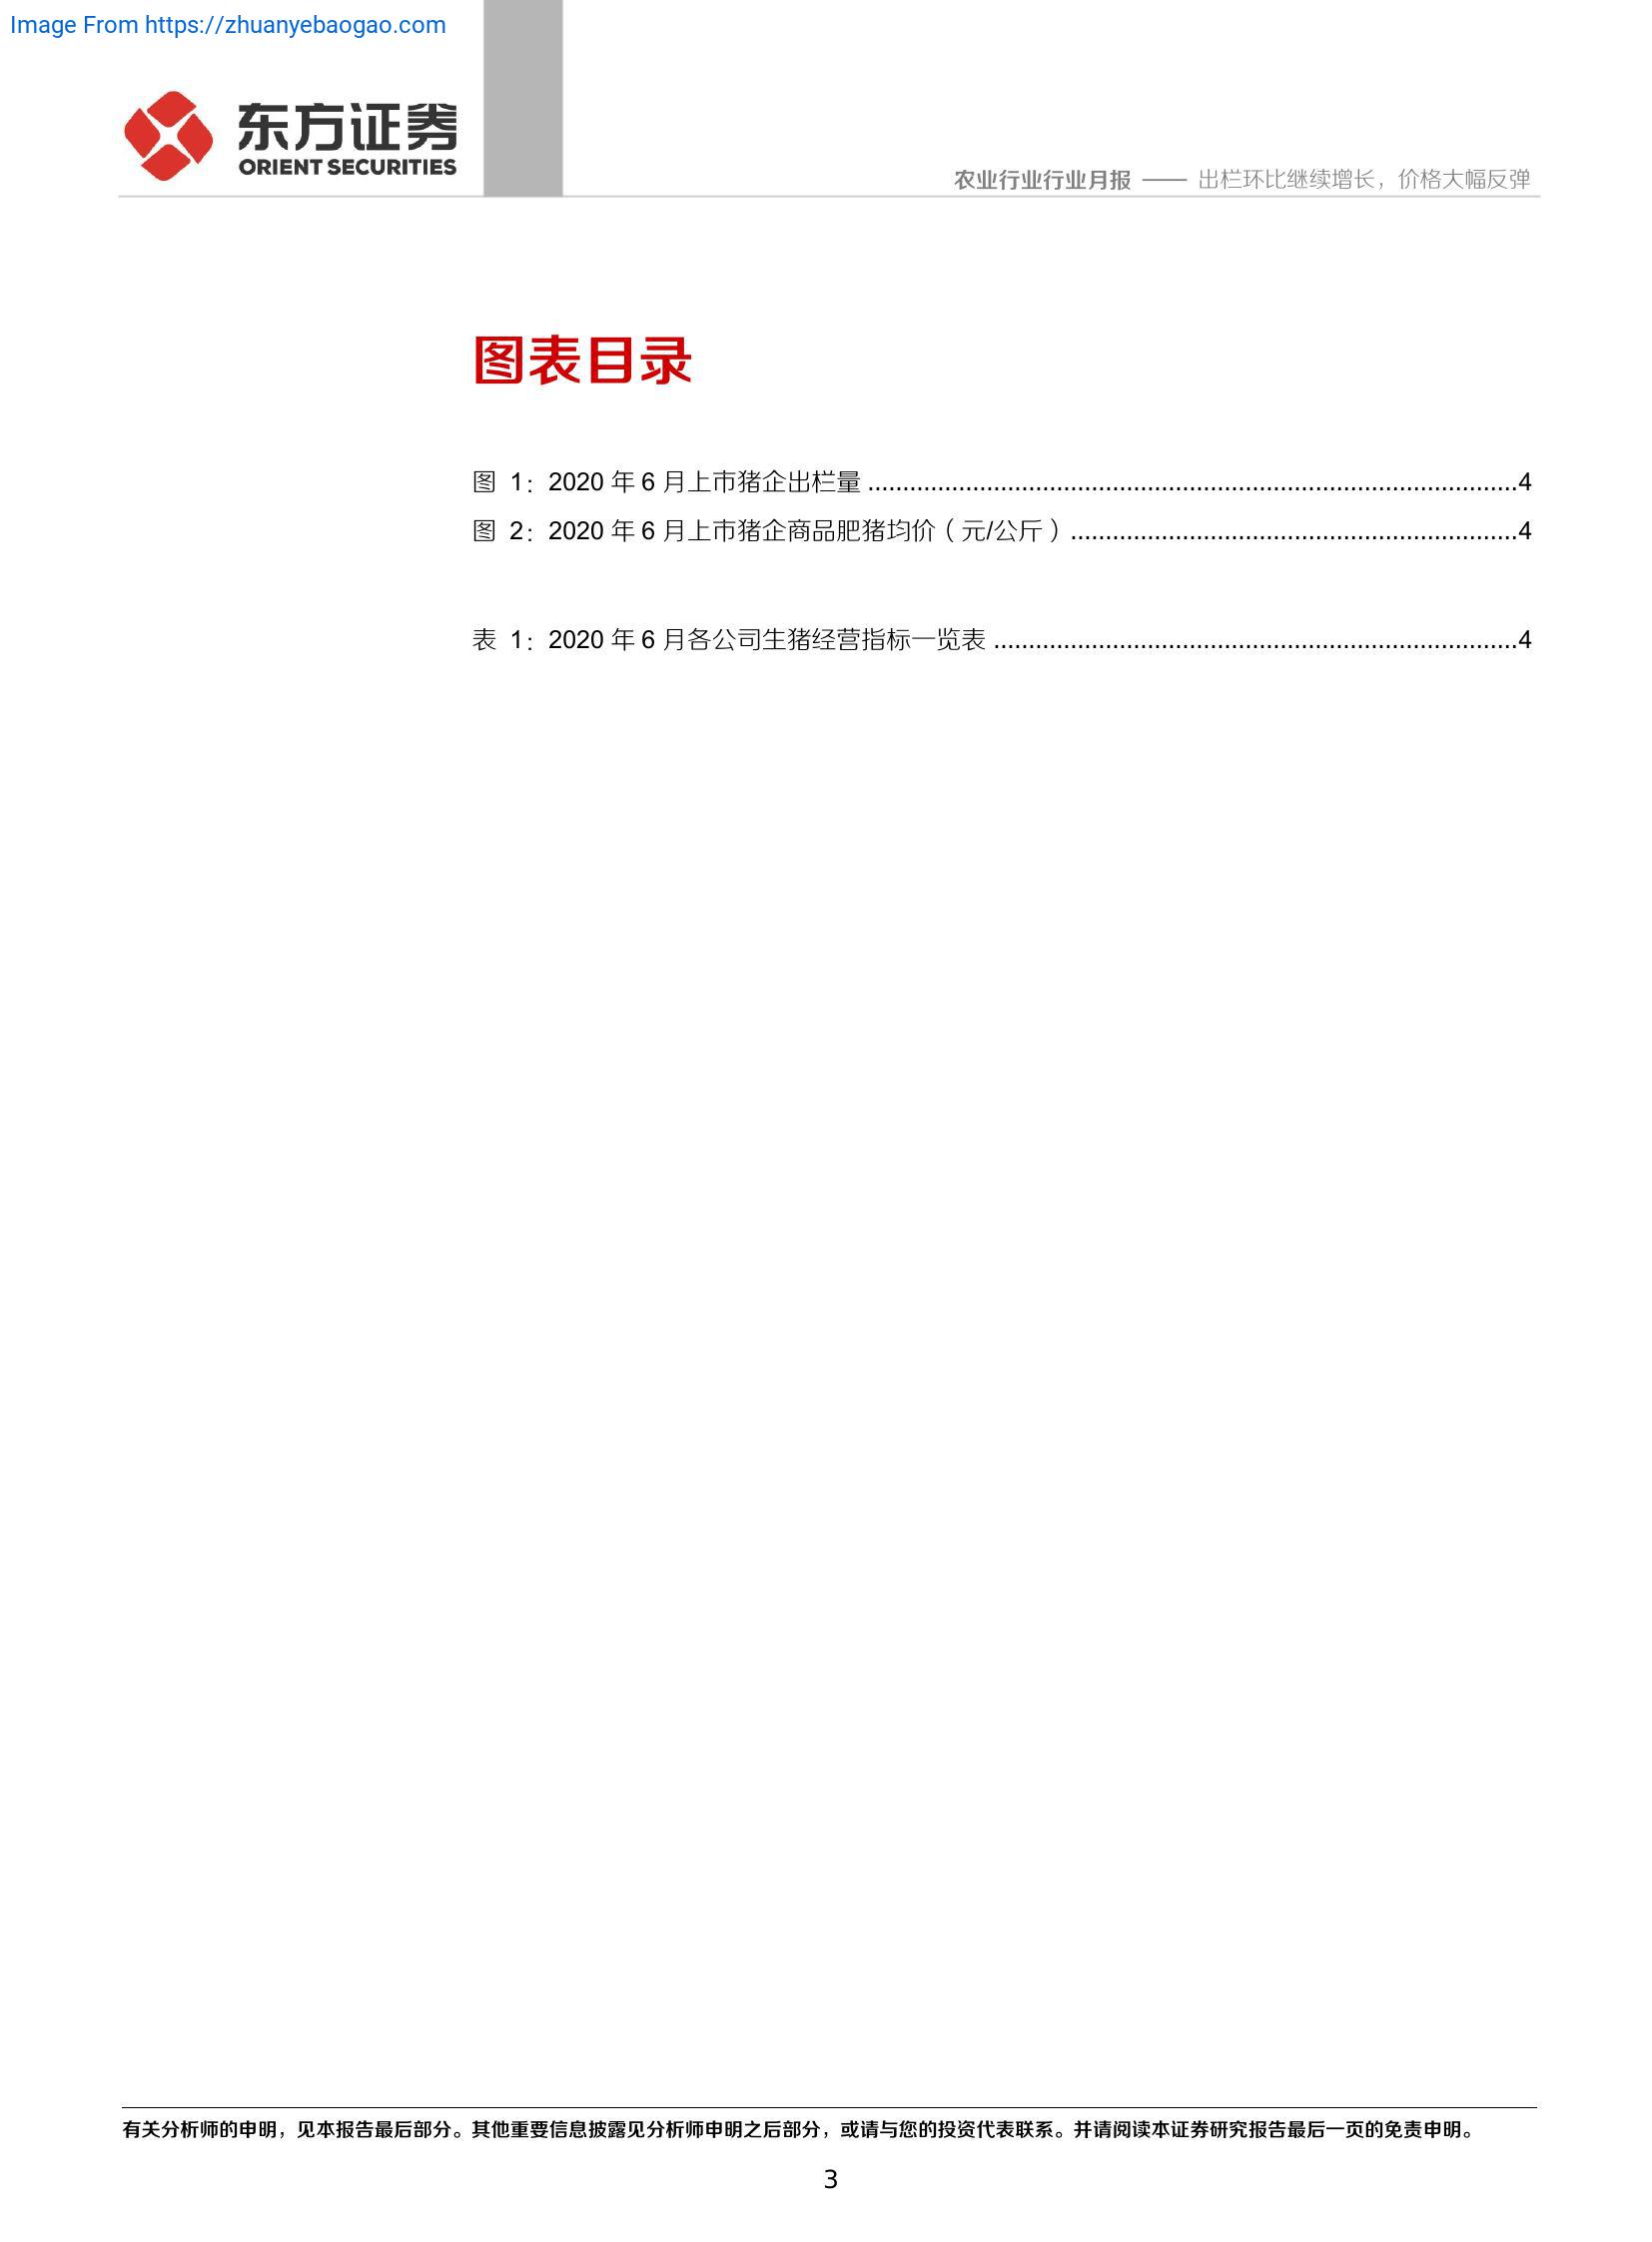 Image From https://zhuanyebaogao.com
东方证券
ORIENT SECURITIES
农业行业行业月报 —— 出栏环比继续增长，价格大幅反弹
图表目录
图 1：2020 年 6 月上市猪企出栏量 ............................................................................................4
图 2：2020 年 6 月上市猪企商品肥猪均价（元/公斤）...............................................................4
表 1：2020 年 6 月各公司生猪经营指标一览表 ..........................................................................4
有关分析师的申明，见本报告最后部分。其他重要信息披露见分析师申明之后部分，或请与您的投资代表联系。并请阅读本证券研究报告最后一页的免责申明。
3